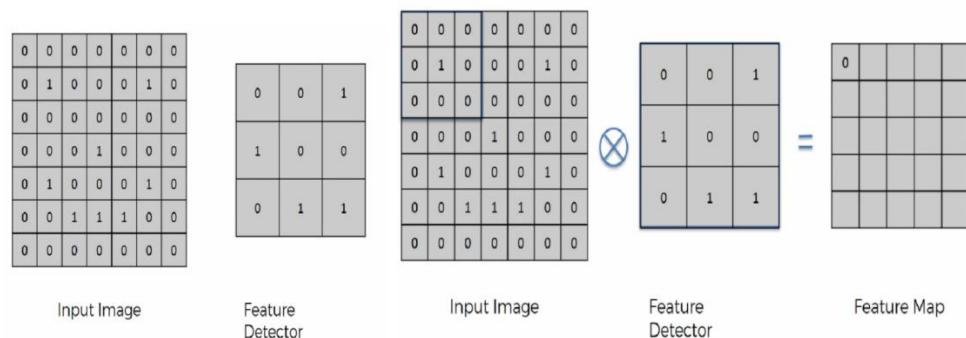 0 0 0 0 0 0 0
0 1 0 0 0 1 0
0 0 0 0 0 0 0
0 0 0 1 0 0 0
0 1 0 0 0 1 0
0 0 1 1 1 0 0
0 0 0 0 0 0 0
Input Image
0 0 1
1 0 0
0 1 1
Feature
Detector
0 0 0 0 0 0 0
0 1 0 0 0 1 0
0 0 0 0 0 0 0
0 0 0 1 0 0 0
0 1 0 0 0 1 0
0 0 1 1 1 0 0
0 0 0 0 0 0 0
Input Image
⊗
0 0 1
1 0 0
0 1 1
Feature
Detector
=
0
Feature Map